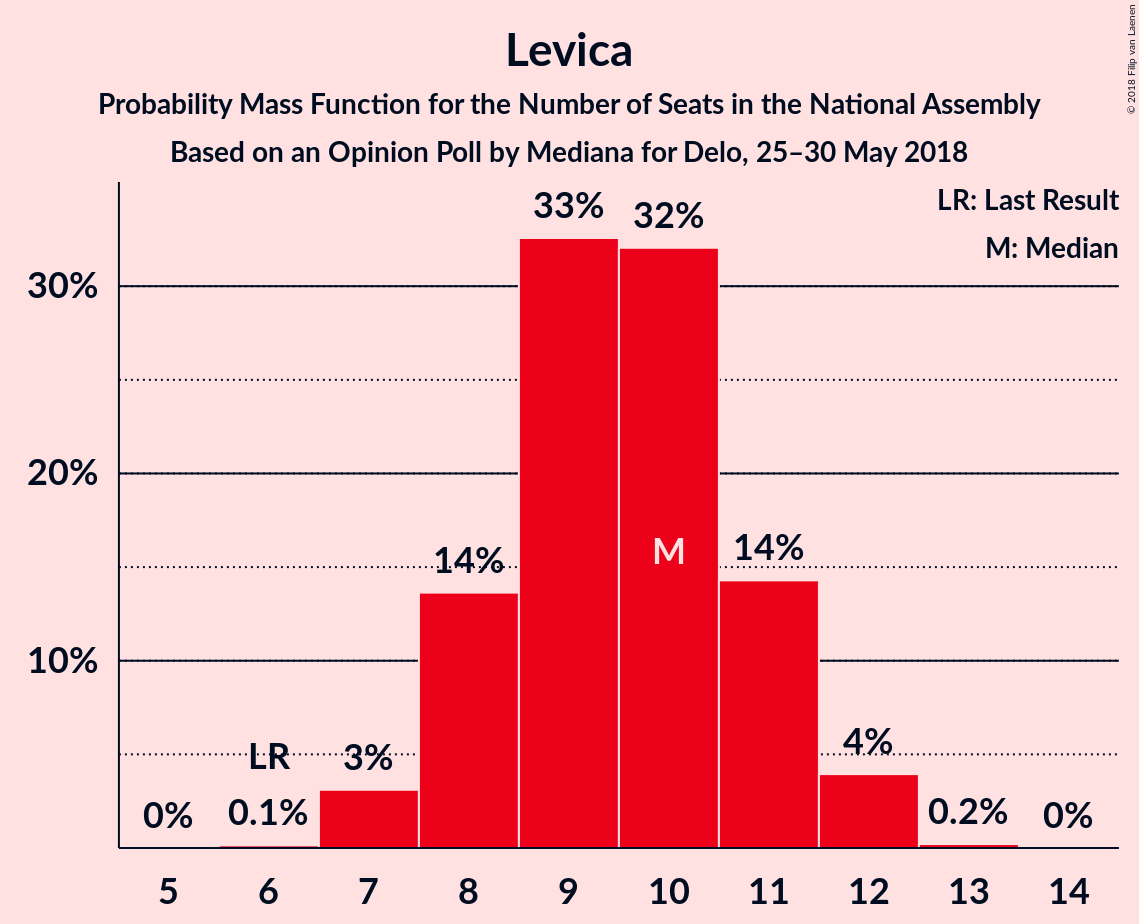 Levica
Probability Mass Function for the Number of Seats in the National Assembly
Based on an Opinion Poll by Mediana for Delo, 25–30 May 2018
© 2018 Filip van Laenen
LR: Last Result
M: Median
30%
20%
10%
0%
LR
0.1%
3%
14%
33%
32%
M
14%
4%
0.2%
0%
5 6 7 8 9 10 11 12 13 14